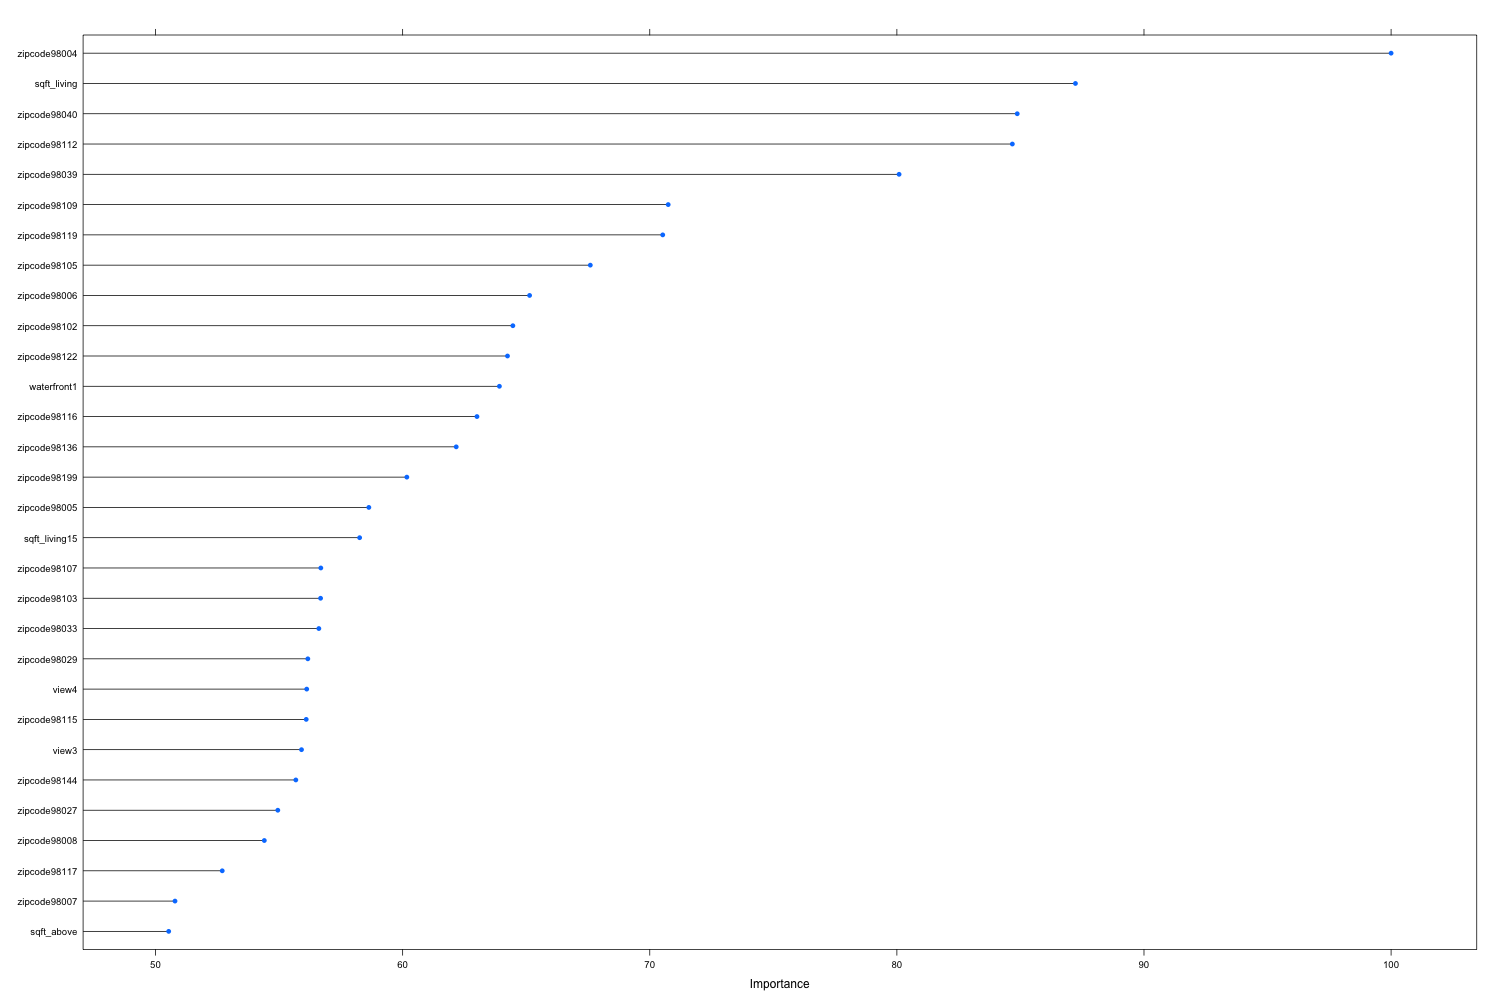 zipcode98004
sqft_living
zipcode98040
zipcode98112
zipcode98039
zipcode98109
zipcode98119
zipcode98105
zipcode98006
zipcode98102
zipcode98122
waterfront1
zipcode98116
zipcode98136
zipcode98199
zipcode98005
sqft_living15
zipcode98107
zipcode98103
zipcode98033
zipcode98029
view4
zipcode98115
view3
zipcode98144
zipcode98027
zipcode98008
zipcode98117
zipcode98007
sqft_above
50 60 70 80 90 100
Importance